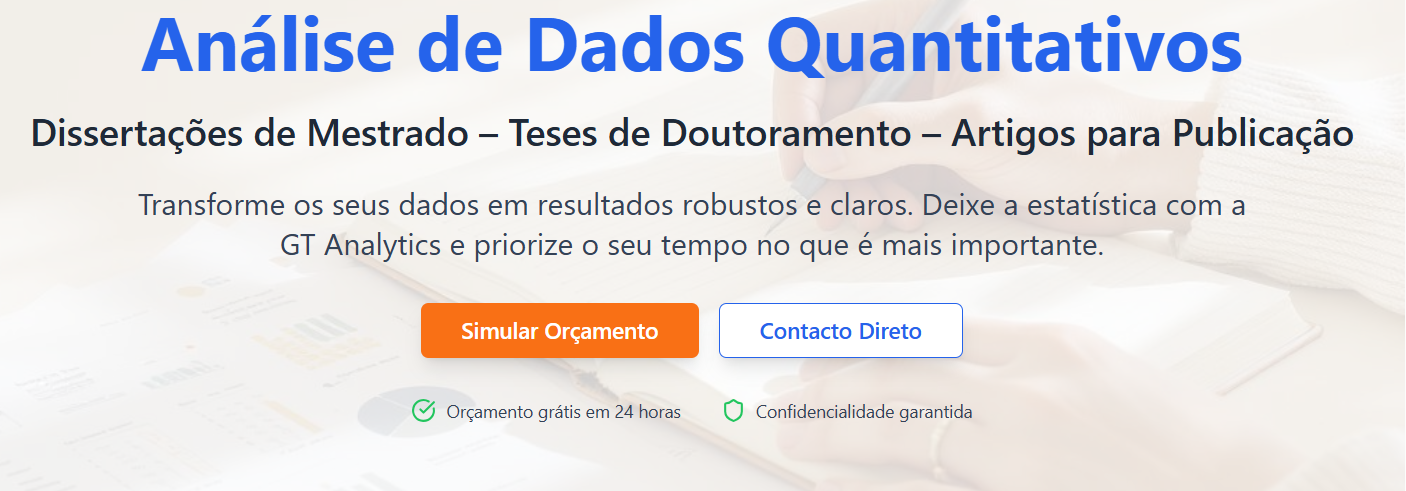 Análise de Dados Quantitativos
Dissertações de Mestrado – Teses de Doutoramento – Artigos para Publicação
Transforme os seus dados em resultados robustos e claros. Deixe a estatística com a
GT Analytics e priorize o seu tempo no que é mais importante.
Simular Orçamento
Contacto Direto
Orçamento grátis em 24 horas
Confidencialidade garantida